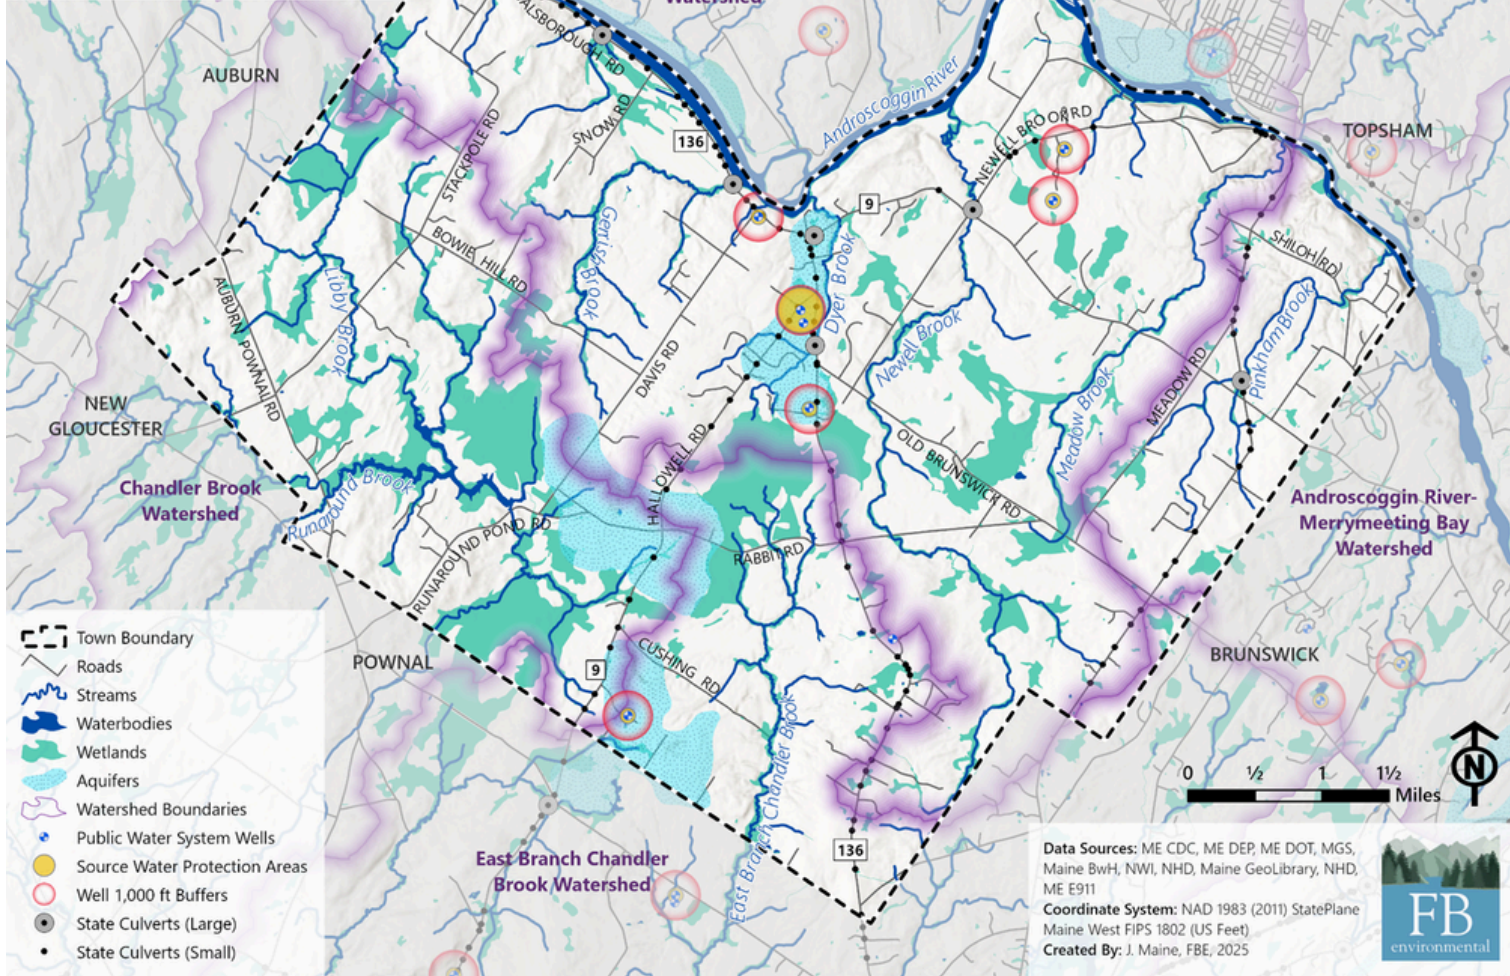 Watershed
ALSBOROUGH RD
AUBURN
Androscoggin River
SNOW RD
136
NEWELL BROOK RD
TOPSHAM
STACKPOLE RD
9
BOWIE HILL RD
Gerrish Brook
SHILOH RD
Libby Brook
Dyer Brook
AUBURN POWNAL RD
Newell Brook
Pinkham Brook
DAVIS RD
MEADOW RD
Meadow Brook
NEW
GLOUCESTER
HALLOWELL RD
OLD BRUNSWICK RD
Chandler Brook
Watershed
Runaround Brook
Androscoggin River-
Merrymeeting Bay
Watershed
RUNAROUND POND RD
RABBIT RD
POWNAL
9
CUSHING RD
BRUNSWICK
East Branch Chandler Brook
136
East Branch Chandler
Brook Watershed
Town Boundary
Roads
Streams
Waterbodies
Wetlands
Aquifers
Watershed Boundaries
Public Water System Wells
Source Water Protection Areas
Well 1,000 ft Buffers
State Culverts (Large)
State Culverts (Small)
0 ½ 1 1½
Miles
N
Data Sources: ME CDC, ME DEP, ME DOT, MGS,
Maine BwH, NWI, NHD, Maine GeoLibrary, NHD,
ME E911
Coordinate System: NAD 1983 (2011) StatePlane
Maine West FIPS 1802 (US Feet)
Created By: J. Maine, FBE, 2025
FB
environmental